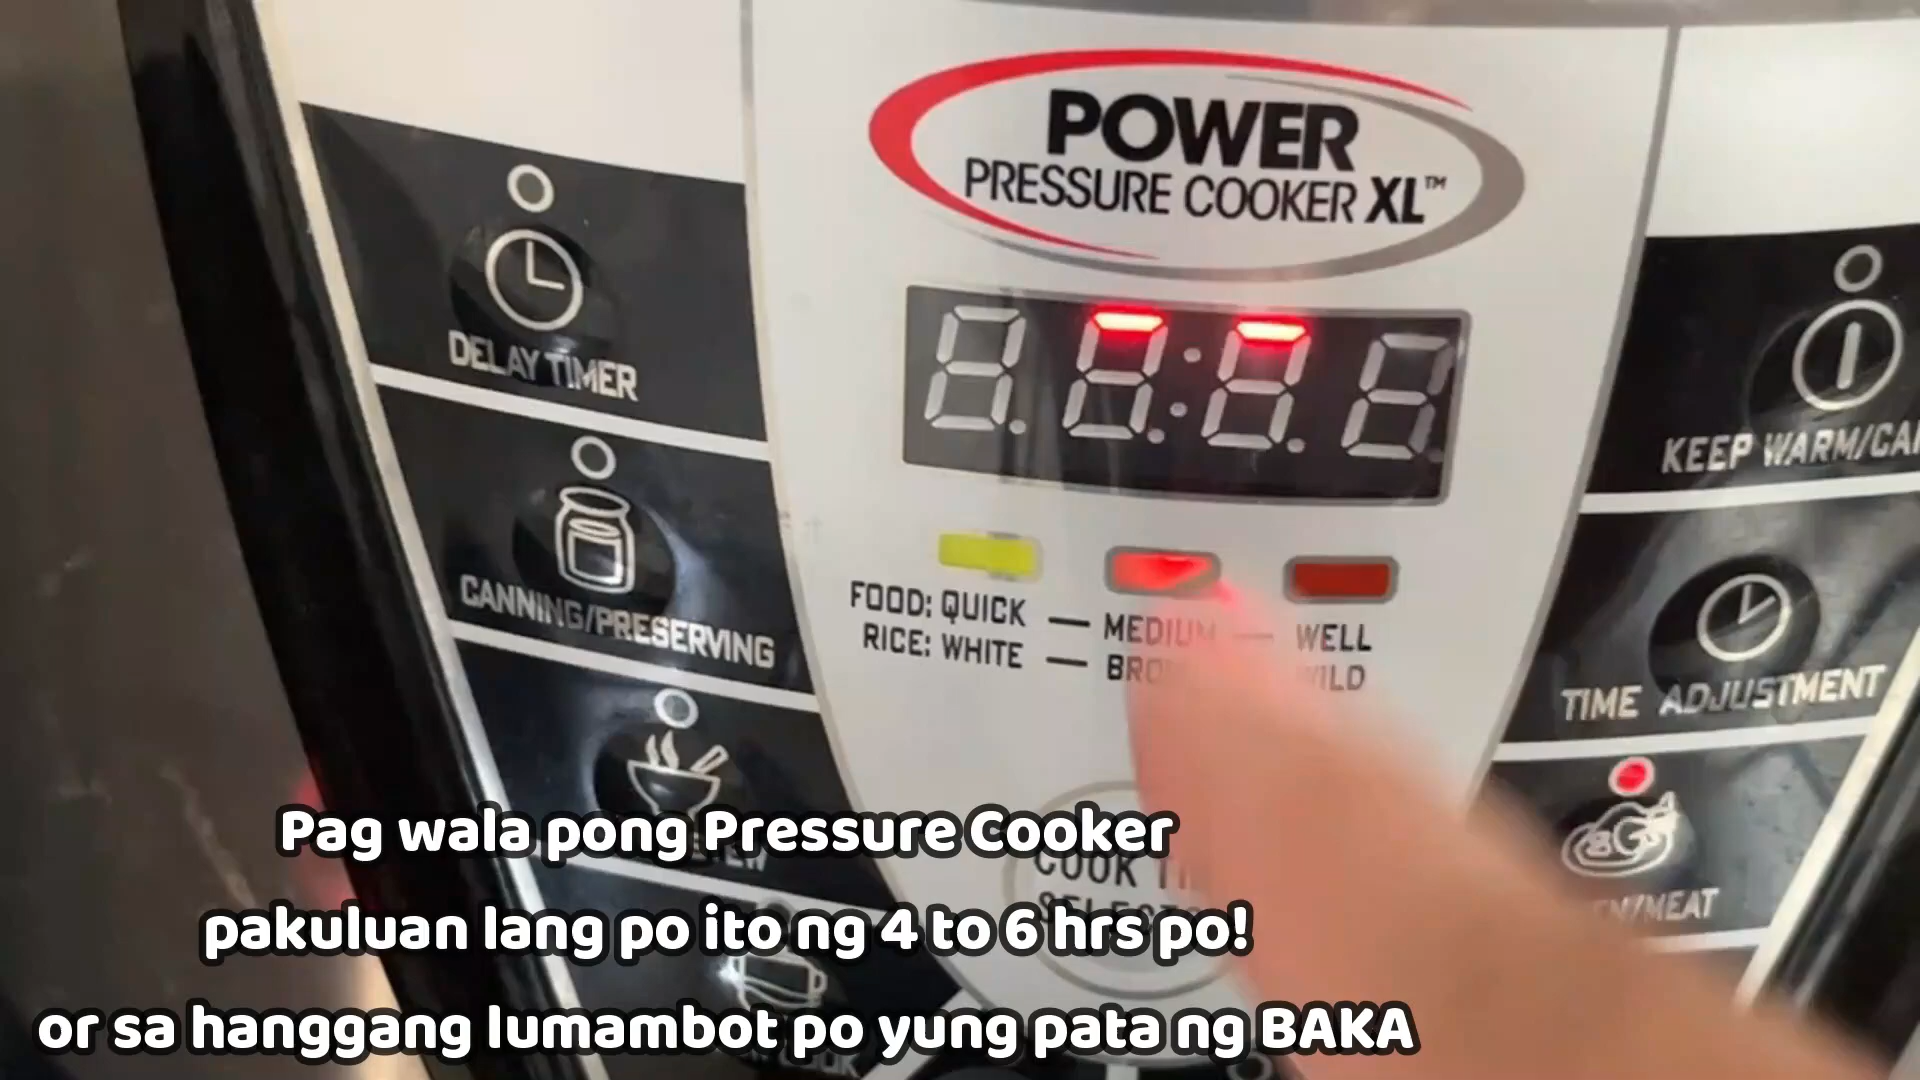 POWER
PRESSURE COOKER XL™
DELAY TIMER
KEEP WARM/
CANNING/PRESERVING
FOOD: QUICK — MEDIUM — WELL
RICE: WHITE — WILD
TIME ADJUSTMENT
COOK
/MEAT
Pag wala pong Pressure Cooker
pakuluan lang po ito ng 4 to 6 hrs po!
or sa hanggang lumambot po yung pata ng BAKA